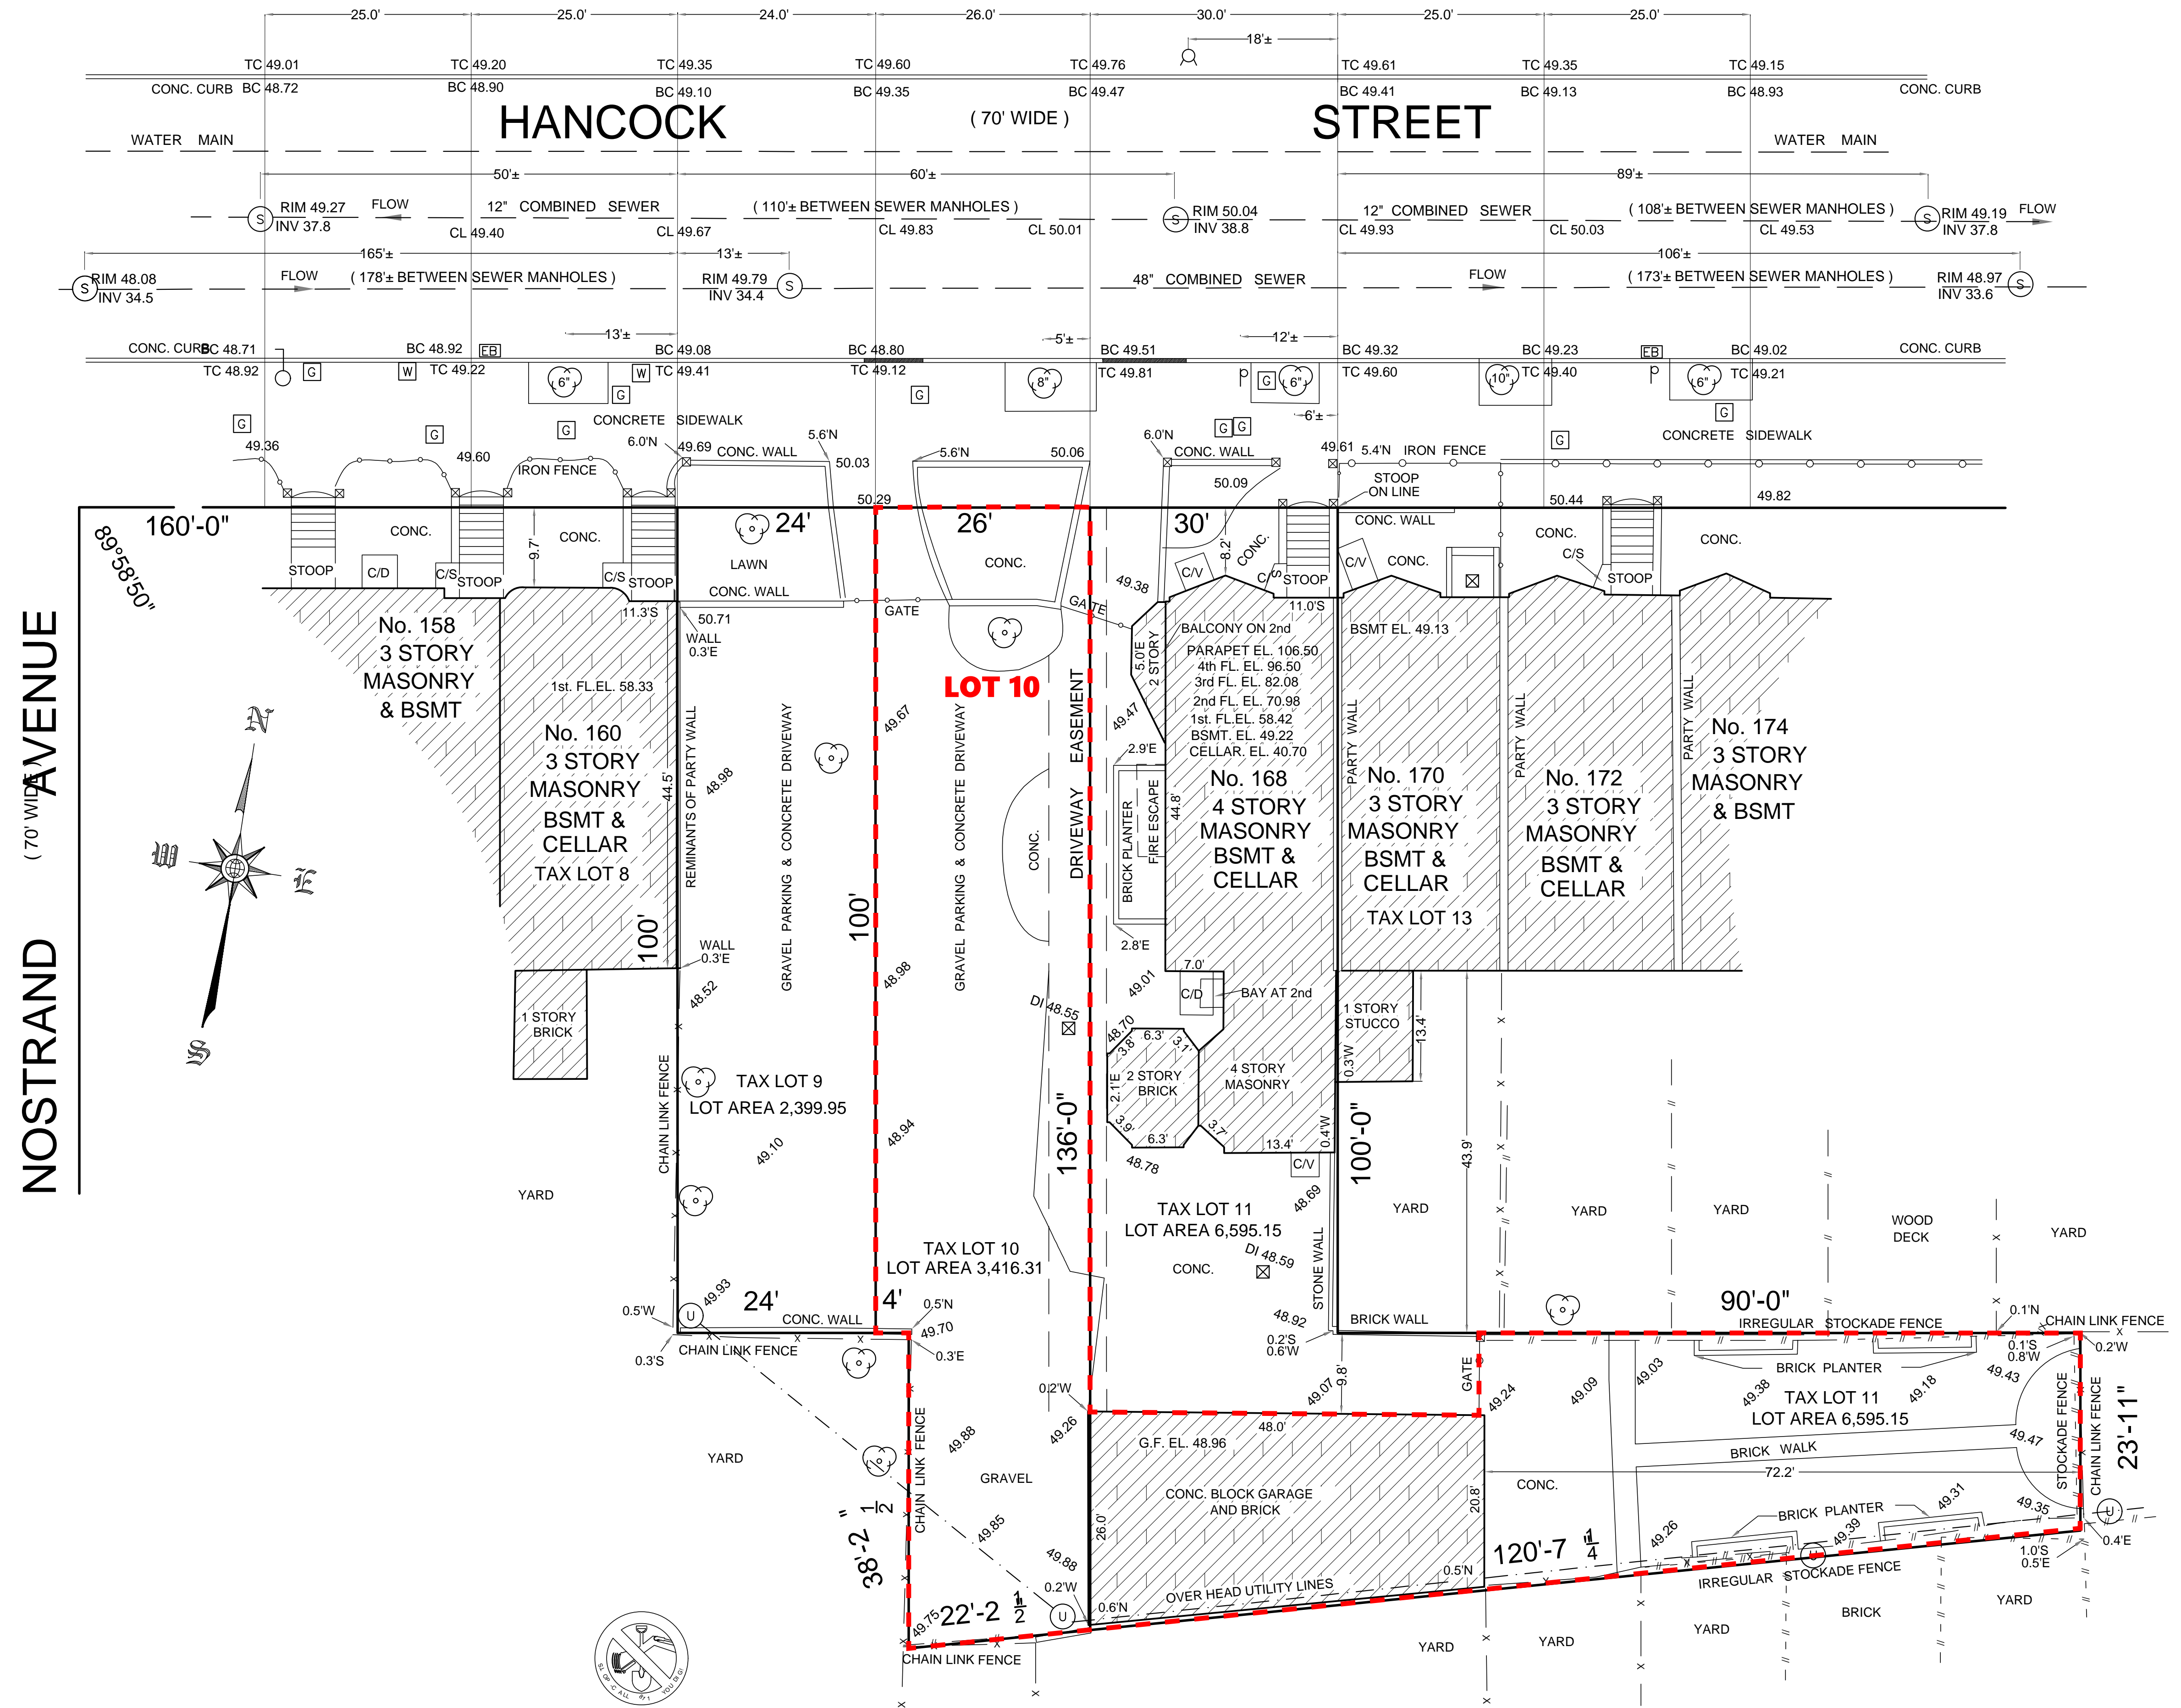 25.0' 25.0' 24.0' 26.0' 30.0' 25.0' 25.0'
18'±
TC 49.01 TC 49.20 TC 49.35 TC 49.60 TC 49.76 TC 49.61 TC 49.35 TC 49.15
CONC. CURB BC 48.72 BC 48.90 BC 49.10 BC 49.35 BC 49.47 BC 49.41 BC 49.13 BC 48.93 CONC. CURB
HANCOCK ( 70' WIDE ) STREET
WATER MAIN WATER MAIN
50'± 60'± 89'±
S RIM 49.27 FLOW 12" COMBINED SEWER ( 110'± BETWEEN SEWER MANHOLES ) S RIM 50.04 12" COMBINED SEWER ( 108'± BETWEEN SEWER MANHOLES ) S RIM 49.19 FLOW
INV 37.8 INV 38.8 INV 37.8
CL 49.40 CL 49.67 CL 49.83 CL 50.01 CL 49.93 CL 50.03 CL 49.53
165'± 13'± 106'±
S RIM 48.08 FLOW ( 178'± BETWEEN SEWER MANHOLES ) RIM 49.79 S 48" COMBINED SEWER FLOW ( 173'± BETWEEN SEWER MANHOLES ) RIM 48.97 S
INV 34.5 INV 34.4 INV 33.6
13'± 5'± 12'±
CONC. CURB BC 48.71 BC 48.92 EB BC 49.08 BC 48.80 BC 49.51 BC 49.32 BC 49.23 EB BC 49.02 CONC. CURB
TC 48.92 G W TC 49.22 6" W TC 49.41 TC 49.12 8" TC 49.81 G 6" TC 49.60 10" TC 49.40 6" TC 49.21
G G G
6'±
G G G CONCRETE SIDEWALK G G G CONCRETE SIDEWALK
49.36 49.60 6.0'N 49.69 CONC. WALL 5.6'N 50.03 5.6'N 50.06 6.0'N CONC. WALL 49.61 5.4'N IRON FENCE
IRON FENCE 50.09 STOOP
ON LINE
50.29 50.44 49.82
160'-0" 24' 26' 30'
89°58'50"
CONC. 9.7' CONC. LAWN CONC. 8.2' CONC. CONC. WALL CONC. CONC. C/S CONC.
STOOP C/D C/S STOOP C/S STOOP CONC. WALL C/V C/S STOOP C/V STOOP
49.38
GATE GATE
11.3'S 50.71 11.0'S
WALL
0.3'E
No. 158
3 STORY
MASONRY
& BSMT
1st. FL.EL. 58.33
No. 160
3 STORY
MASONRY
BSMT &
CELLAR
TAX LOT 8
44.5'
REMINANTS OF PARTY WALL
100'
WALL
0.3'E
GRAVEL PARKING & CONCRETE DRIVEWAY
48.98
48.52
100'
49.67
48.98
48.94
LOT 10
GRAVEL PARKING & CONCRETE DRIVEWAY
CONC.
DRIVEWAY EASEMENT
DI 48.55
136'-0"
5.0'E
2 STORY
49.47
2.9'E
BRICK PLANTER
FIRE ESCAPE
2.8'E
49.01
BALCONY ON 2nd
PARAPET EL. 106.50
4th FL. EL. 96.50
3rd FL. EL. 82.08
2nd FL. EL. 70.98
1st. FL.EL. 58.42
BSMT. EL. 49.22
CELLAR. EL. 40.70
No. 168
4 STORY
MASONRY
BSMT &
CELLAR
44.8'
BSMT EL. 49.13
PARTY WALL
No. 170
3 STORY
MASONRY
BSMT &
CELLAR
TAX LOT 13
PARTY WALL
No. 172
3 STORY
MASONRY
BSMT &
CELLAR
PARTY WALL
No. 174
3 STORY
MASONRY
& BSMT
NOSTRAND AVENUE
( 70' WIDE )
N
W
E
S
1 STORY
BRICK
7.0'
C/D
BAY AT 2nd
1 STORY
STUCCO
13.4'
0.3'W
48.70
3.8' 6.3' 3.1'
2.1'E
2 STORY
BRICK
4 STORY
MASONRY
3.9' 6.3' 3.7' 13.4' 0.4'W
48.78
C/V
100'-0"
43.9'
CHAIN LINK FENCE
TAX LOT 9
LOT AREA 2,399.95
49.10
YARD
TAX LOT 11
LOT AREA 6,595.15
48.69
CONC.
DI 48.59
STONE WALL
48.92
YARD YARD YARD
WOOD
DECK
YARD
TAX LOT 10
LOT AREA 3,416.31
0.5'W U 49.93 24' CONC. WALL 4' 0.5'N
49.70
0.3'S CHAIN LINK FENCE 0.3'E
0.2'S
0.6'W
BRICK WALL
90'-0"
IRREGULAR STOCKADE FENCE
0.1'N
CHAIN LINK FENCE
0.1'S
0.8'W
0.2'W
BRICK PLANTER
9.8'
GATE
49.07
49.24
49.09
49.03
49.38
49.18
49.43
TAX LOT 11
LOT AREA 6,595.15
49.47
BRICK WALK
72.2'
STOCKADE FENCE
CHAIN LINK FENCE
23'-11"
0.2'W
49.26
48.0'
G.F. EL. 48.96
CONC. BLOCK GARAGE
AND BRICK
26.0'
20.8'
CONC.
YARD
CHAIN LINK FENCE
49.88
GRAVEL
49.85
49.88
38'-2 1/2"
49.75
22'-2 1/2"
0.2'W
U
0.6'N
OVER HEAD UTILITY LINES
0.5'N
120'-7 1/4"
49.26
BRICK PLANTER
49.39
49.31
49.35
U
U
0.4'E
1.0'S
0.5'E
IRREGULAR STOCKADE FENCE
CHAIN LINK FENCE
YARD YARD YARD BRICK YARD